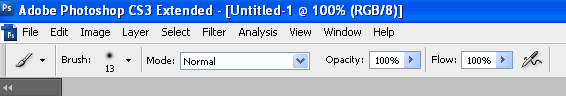 Ps Adobe Photoshop CS3 Extended - [Untitled-1 @ 100% (RGB/8)]
Ps File Edit Image Layer Select Filter Analysis View Window Help
Brush: 13 Mode: Normal Opacity: 100% Flow: 100%